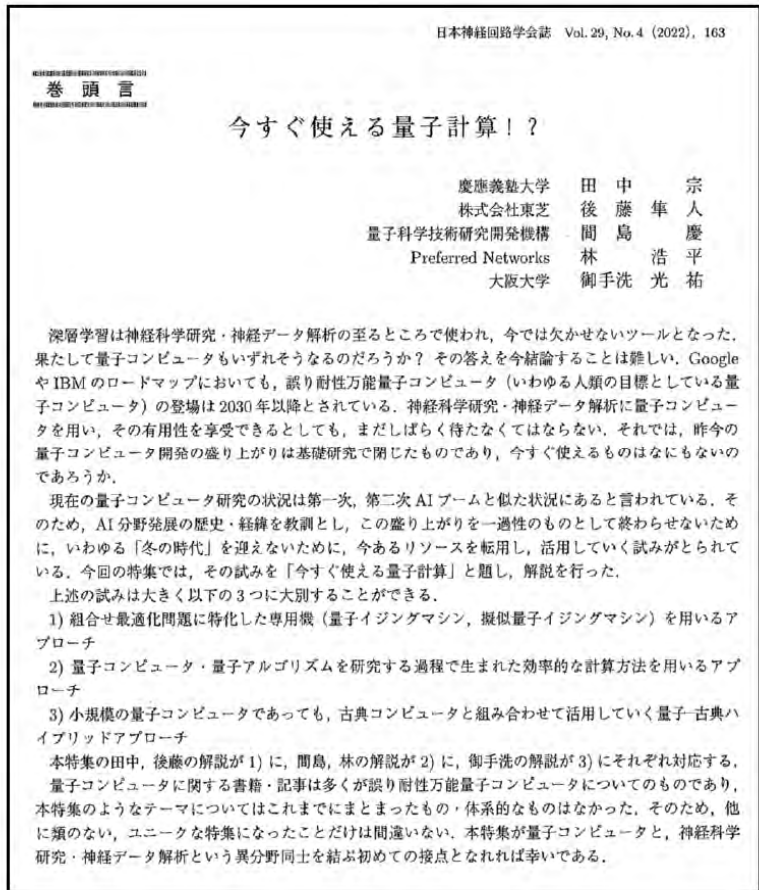 日本神経回路学会誌 Vol. 29, No. 4 (2022), 163
巻頭言
今すぐ使える量子計算！？
慶應義塾大学 田中 宗
株式会社東芝 後藤 隼人
量子科学技術研究開発機構 間島 慶
Preferred Networks 林 浩平
大阪大学 御手洗 光祐
深層学習は神経科学研究・神経データ解析の至るところで使われ，今では欠かせないツールとなった．
果たして量子コンピュータもいずれそうなるのだろうか？ その答えを今結論することは難しい．Google
や IBM のロードマップにおいても，誤り耐性万能量子コンピュータ（いわゆる人類の目標としている量
子コンピュータ）の登場は 2030 年以降とされている．神経科学研究・神経データ解析に量子コンピュー
タを用い，その有用性を享受できるとしても，まだしばらく待たなくてはならない．それでは，昨今の
量子コンピュータ開発の盛り上がりは基礎研究で閉じたものであり，今すぐ使えるものはなにもないの
であろうか．
現在の量子コンピュータ研究の状況は第一次，第二次 AI ブームと似た状況にあると言われている．そ
のため，AI 分野発展の歴史・経緯を教訓とし，この盛り上がりを一過性のものとして終わらせないため
に，いわゆる「冬の時代」を迎えないために，今あるリソースを転用し，活用していく試みがとられて
いる．今回の特集では，その試みを「今すぐ使える量子計算」と題し，解説を行った．
上述の試みは大きく以下の 3 つに大別することができる．
1) 組合せ最適化問題に特化した専用機（量子イジングマシン，擬似量子イジングマシン）を用いるア
プローチ
2) 量子コンピュータ・量子アルゴリズムを研究する過程で生まれた効率的な計算方法を用いるアプ
ローチ
3) 小規模の量子コンピュータであっても，古典コンピュータと組み合わせて活用していく量子–古典ハ
イブリッドアプローチ
本特集の田中，後藤の解説が 1) に，間島，林の解説が 2) に，御手洗の解説が 3) にそれぞれ対応する．
量子コンピュータに関する書籍・記事は多くが誤り耐性万能量子コンピュータについてのものであり，
本特集のようなテーマについてはこれまでにまとまったもの・体系的なものはなかった．そのため，他
に類のない，ユニークな特集になったことだけは間違いない．本特集が量子コンピュータと，神経科学
研究・神経データ解析という異分野同士を結ぶ初めての接点となれれば幸いである．